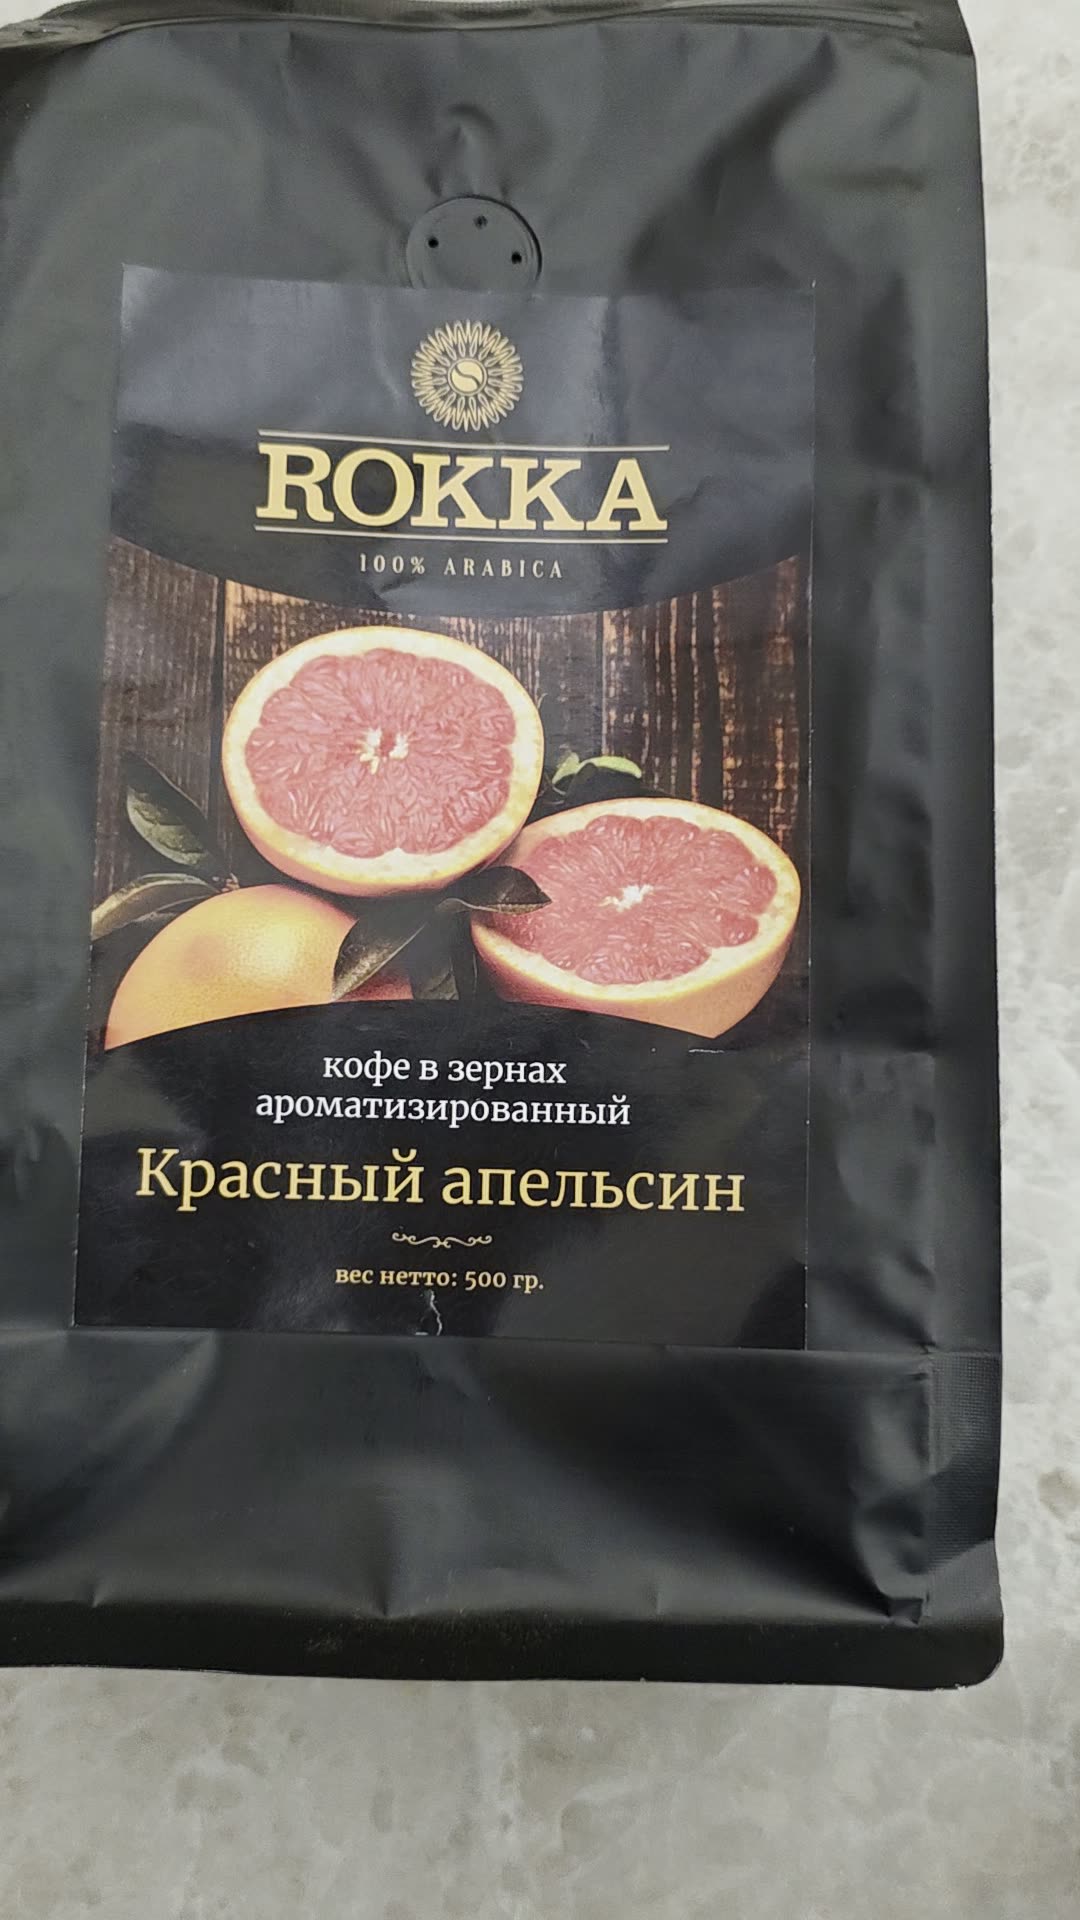 ROKKA
100% ARABICA
кофе в зернах
ароматизированный
Красный апельсин
вес нетто: 500 гр.